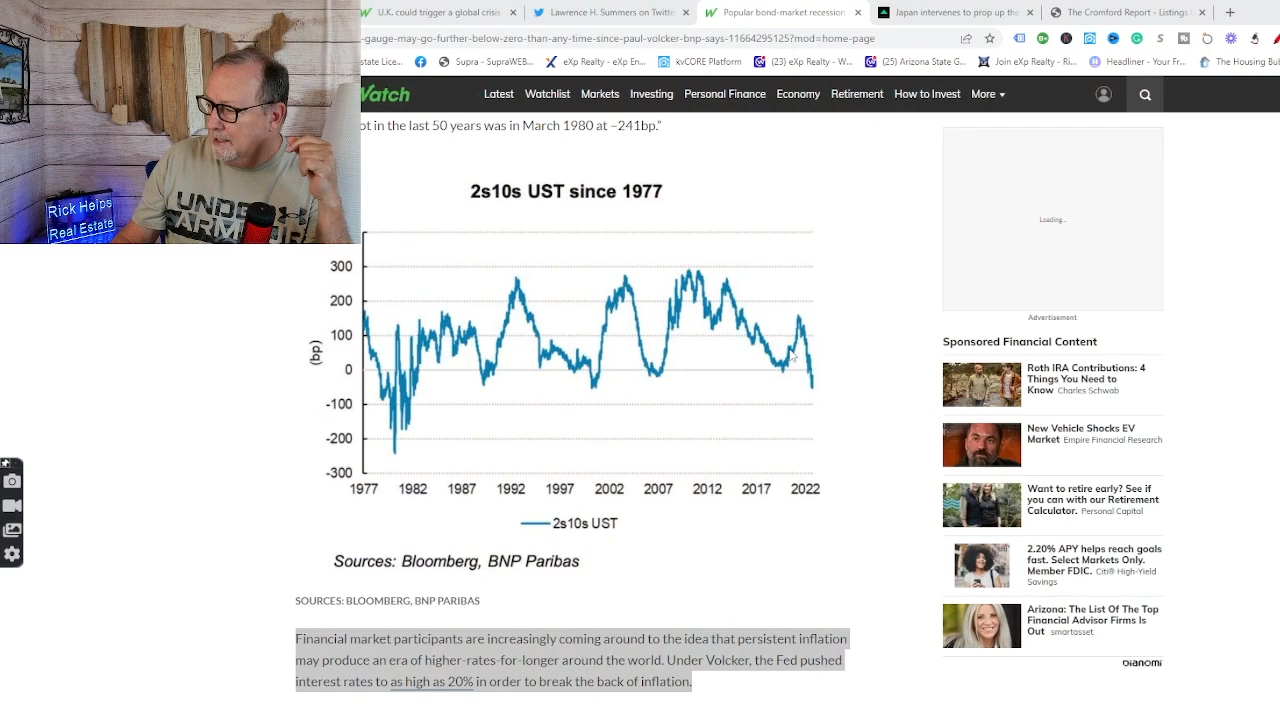 U.K. could trigger a global crisis
Lawrence H. Summers on Twitter
Popular bond-market recession
Japan intervenes to prop up the
The Cromford Report - Listings
gauge-may-go-further-below-zero-than-any-time-since-paul-volcker-bnp-says-11664295125?mod=home-page
state Lice...
Supra - SupraWEB...
eXp Realty - eXp En...
kvCORE Platform
(23) eXp Realty - W...
(25) Arizona State G...
Join eXp Realty - Ri...
Headliner - Your Fr...
The Housing Bu
Watch
Latest Watchlist Markets Investing Personal Finance Economy Retirement How to Invest More
ot in the last 50 years was in March 1980 at –241bp."
Rick Helps
Real Estate
UNDER
ARMOUR
2s10s UST since 1977
(bp)
300
200
100
0
-100
-200
-300
1977 1982 1987 1992 1997 2002 2007 2012 2017 2022
2s10s UST
Sources: Bloomberg, BNP Paribas
SOURCES: BLOOMBERG, BNP PARIBAS
Financial market participants are increasingly coming around to the idea that persistent inflation
may produce an era of higher-rates-for-longer around the world. Under Volcker, the Fed pushed
interest rates to as high as 20% in order to break the back of inflation.
Loading...
Advertisement
Sponsored Financial Content
Roth IRA Contributions: 4
Things You Need to
Know Charles Schwab
New Vehicle Shocks EV
Market Empire Financial Research
Want to retire early? See if
you can with our Retirement
Calculator. Personal Capital
2.20% APY helps reach goals
fast. Select Markets Only.
Member FDIC. Citi® High-Yield
Savings
Arizona: The List Of The Top
Financial Advisor Firms Is
Out smartasset
bianomi